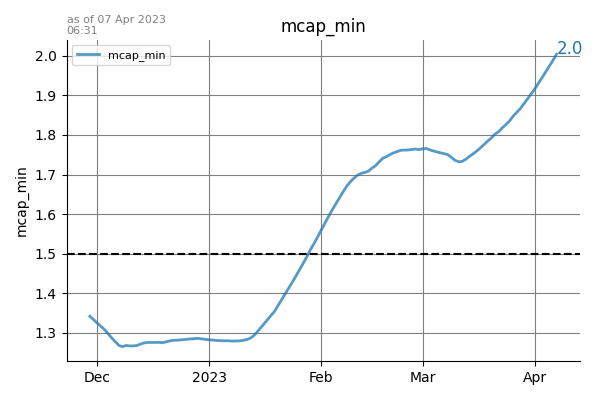 as of 07 Apr 2023
06:31
mcap_min
2.0
mcap_min
2.0
1.9
1.8
1.7
1.6
1.5
1.4
1.3
mcap_min
Dec
2023
Feb
Mar
Apr